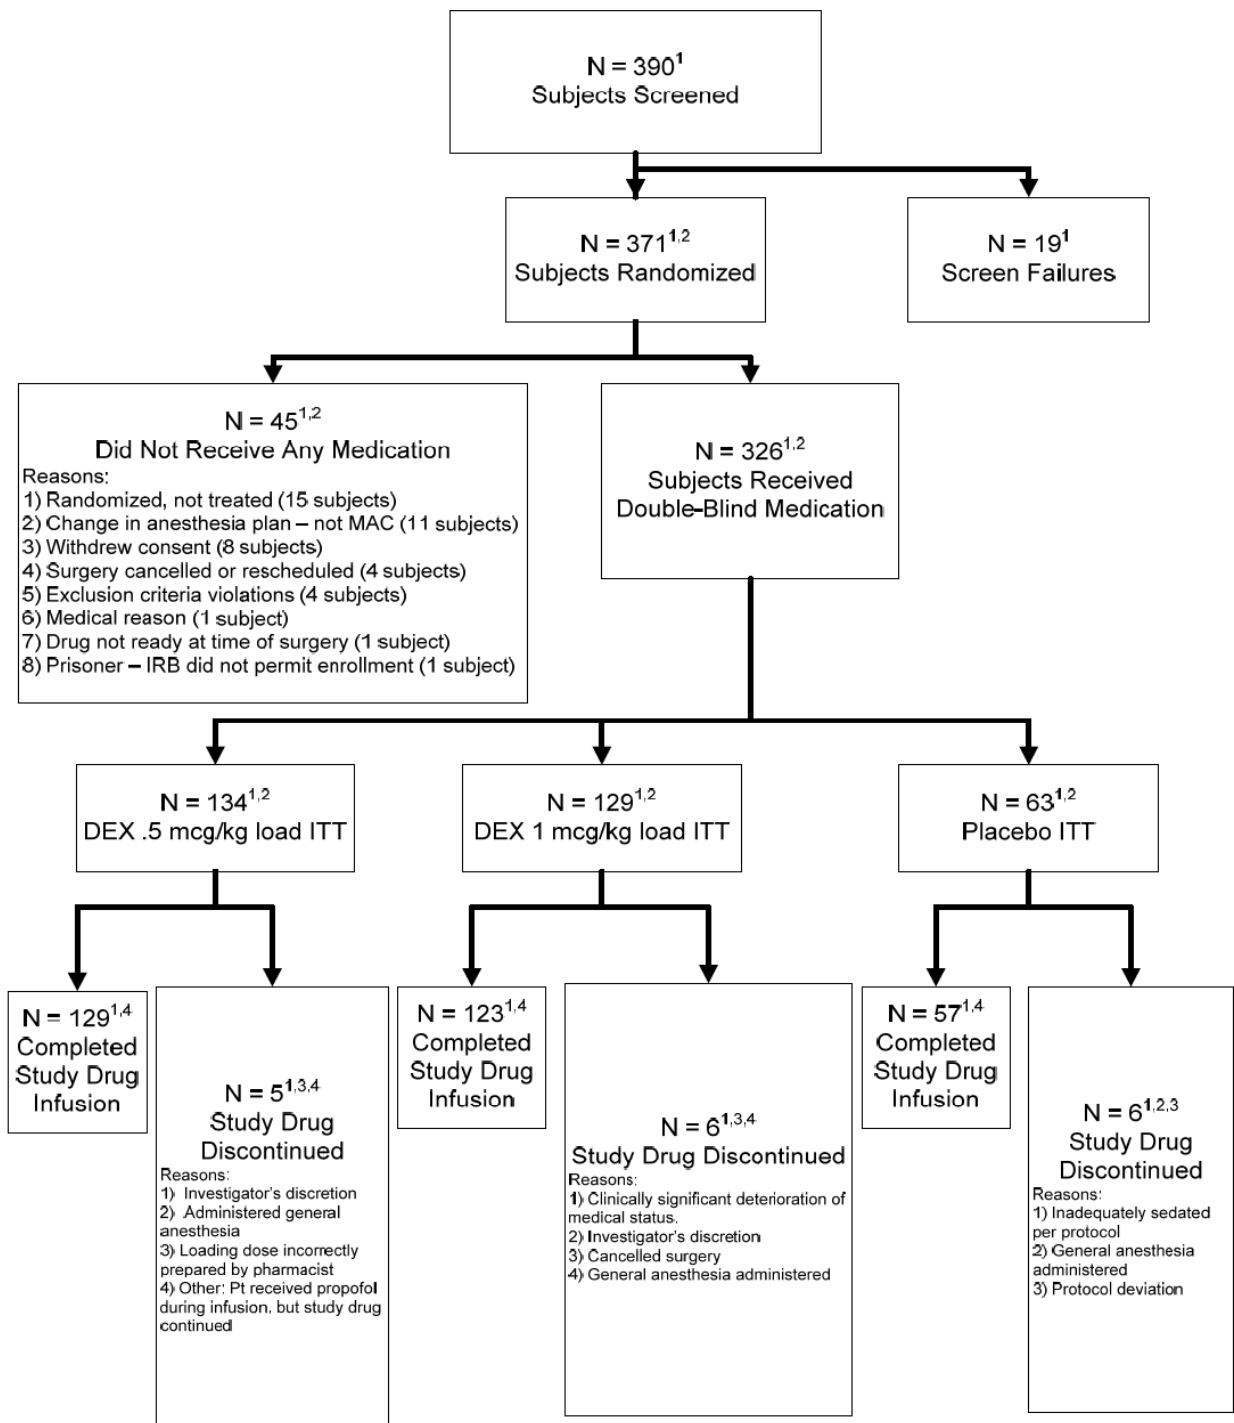 N = 390¹
Subjects Screened
N = 371¹,²
Subjects Randomized
N = 19¹
Screen Failures
N = 45¹,²
Did Not Receive Any Medication
Reasons:
1) Randomized, not treated (15 subjects)
2) Change in anesthesia plan – not MAC (11 subjects)
3) Withdrew consent (8 subjects)
4) Surgery cancelled or rescheduled (4 subjects)
5) Exclusion criteria violations (4 subjects)
6) Medical reason (1 subject)
7) Drug not ready at time of surgery (1 subject)
8) Prisoner – IRB did not permit enrollment (1 subject)
N = 326¹,²
Subjects Received
Double-Blind Medication
N = 134¹,²
DEX .5 mcg/kg load ITT
N = 129¹,²
DEX 1 mcg/kg load ITT
N = 63¹,²
Placebo ITT
N = 129¹,⁴
Completed
Study Drug
Infusion
N = 5¹,³,⁴
Study Drug
Discontinued
Reasons:
1) Investigator's discretion
2) Administered general
anesthesia
3) Loading dose incorrectly
prepared by pharmacist
4) Other: Pt received propofol
during infusion, but study drug
continued
N = 123¹,⁴
Completed
Study Drug
Infusion
N = 6¹,³,⁴
Study Drug Discontinued
Reasons:
1) Clinically significant deterioration of
medical status.
2) Investigator's discretion
3) Cancelled surgery
4) General anesthesia administered
N = 57¹,⁴
Completed
Study Drug
Infusion
N = 6¹,²,³
Study Drug
Discontinued
Reasons:
1) Inadequately sedated
per protocol
2) General anesthesia
administered
3) Protocol deviation